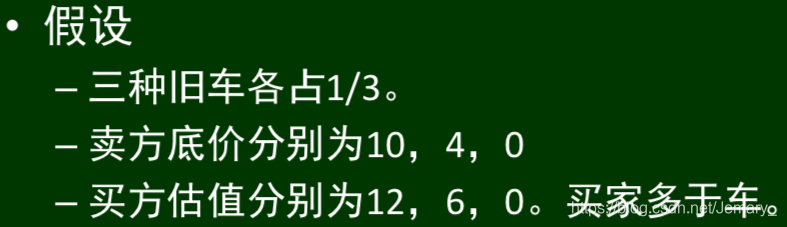 • 假设
– 三种旧车各占1/3。
– 卖方底价分别为10，4，0
– 买方估值分别为12，6，0。买家多于车。
https://blog.csdn.net/Jemary_